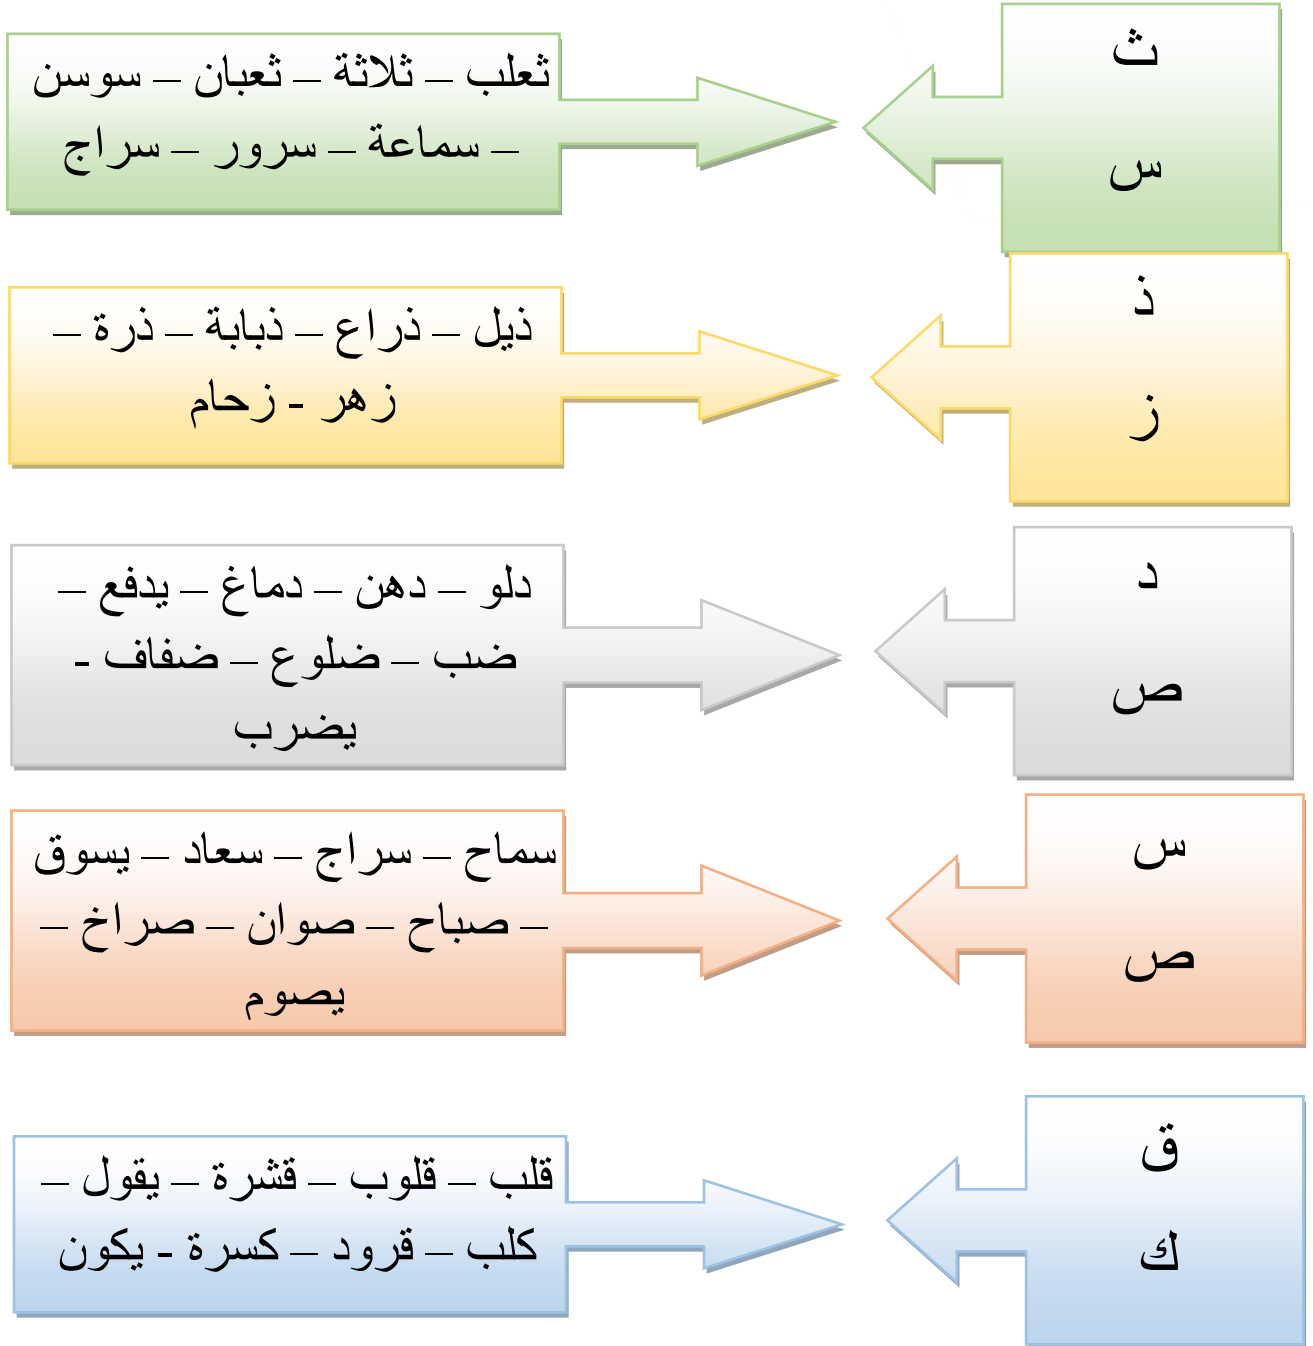 ث
س
ثعلب – ثلاثة – ثعبان – سوسن
– سماعة – سرور – سراج
ذ
ز
ذيل – ذراع – ذبابة – ذرة –
زهر - زحام
د
ص
دلو – دهن – دماغ – يدفع –
ضب – ضلوع – ضفاف -
يضرب
س
ص
سماح – سراج – سعاد – يسوق
– صباح – صوان – صراخ –
يصوم
ق
ك
قلب – قلوب – قشرة – يقول –
كلب – قرود – كسرة - يكون